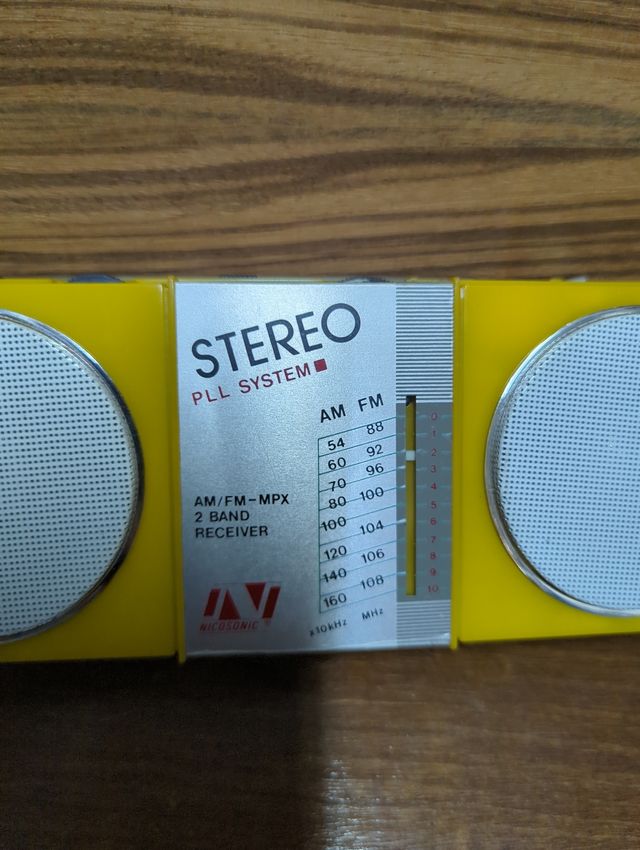 STEREO
PLL SYSTEM
AM FM
54 88
60 92
70 96
80 100
100 104
120 106
140 108
160
x10kHz MHz
0
1
2
3
4
5
6
7
8
9
10
AM/FM-MPX
2 BAND
RECEIVER
N
NICOSONIC ®